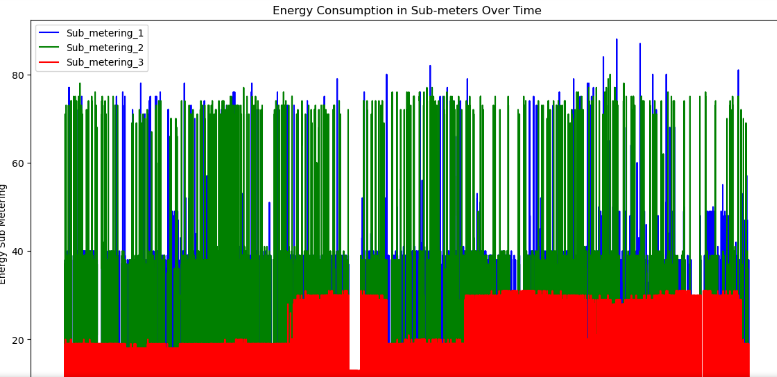 Energy Consumption in Sub-meters Over Time
Sub_metering_1
Sub_metering_2
Sub_metering_3
80
60
40
20
Energy Sub Metering